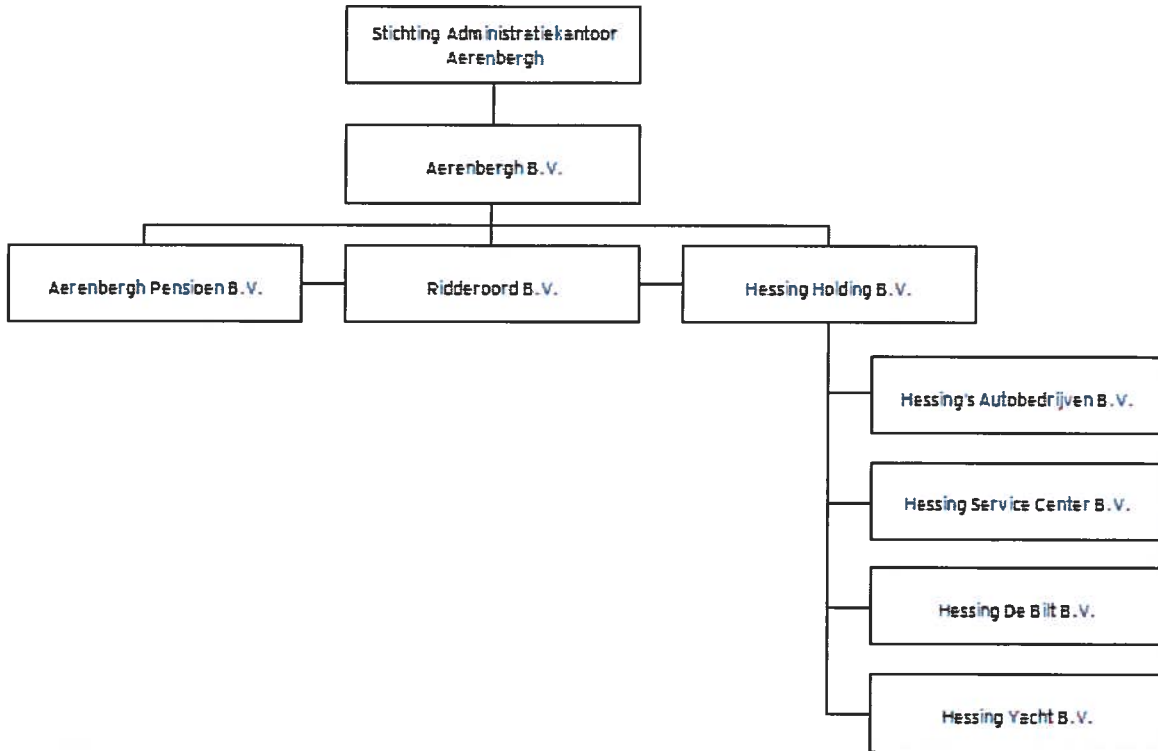 Stichting Administratiekantoor
Aerenbergh
Aerenbergh B.V.
Aerenbergh Pensioen B.V.
Ridderoord B.V.
Hessing Holding B.V.
Hessing's Autobedrijven B.V.
Hessing Service Center B.V.
Hessing De Bilt B.V.
Hessing Yacht B.V.